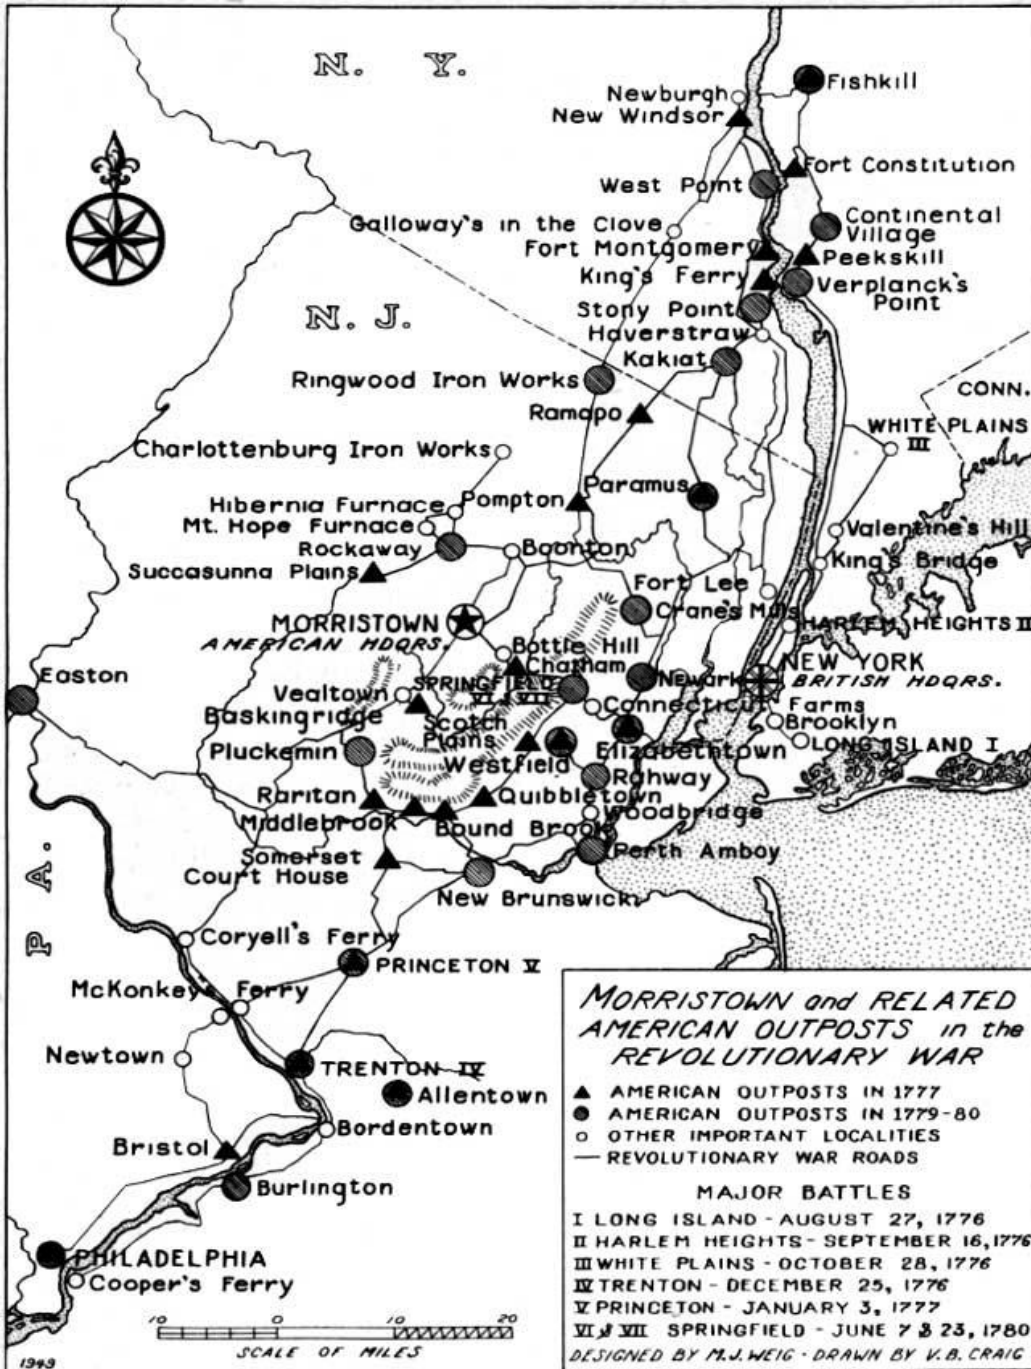 N. Y.
Newburgh
Fishkill
New Windsor
Fort Constitution
West Point
Continental
Village
Galloway's in the Clove
Fort Montgomery
Peekskill
King's Ferry
Verplanck's
Point
Stony Point
N. J.
Haverstraw
Kakiat
Ringwood Iron Works
CONN.
Ramapo
WHITE PLAINS
III
Charlottenburg Iron Works
Paramus
Hibernia Furnace
Pompton
Mt. Hope Furnace
Valentine's Hill
Rockaway
Boonton
King's Bridge
Succasunna Plains
Fort Lee
Crane's Mills
MORRISTOWN
AMERICAN HDQRS.
HARLEM HEIGHTS II
Bottle Hill
Chatham
NEW YORK
BRITISH HDQRS.
Easton
Newark
Vealtown
SPRINGFIELD
VI, VII
Connecticut Farms
Baskingridge
Scotch
Plains
Brooklyn
Pluckemin
Elizabethtown
LONG ISLAND I
Westfield
Rahway
Raritan
Quibbletown
Middlebrook
Woodbridge
Bound Brook
Somerset
Court House
Perth Amboy
New Brunswick
PA.
Coryell's Ferry
PRINCETON V
McKonkey's Ferry
Newtown
TRENTON IV
Allentown
Bordentown
Bristol
Burlington
PHILADELPHIA
Cooper's Ferry
10 0 10 20
SCALE OF MILES
1949
MORRISTOWN and RELATED
AMERICAN OUTPOSTS in the
REVOLUTIONARY WAR
AMERICAN OUTPOSTS IN 1777
AMERICAN OUTPOSTS IN 1779-80
OTHER IMPORTANT LOCALITIES
REVOLUTIONARY WAR ROADS
MAJOR BATTLES
I LONG ISLAND - AUGUST 27, 1776
II HARLEM HEIGHTS - SEPTEMBER 16, 1776
III WHITE PLAINS - OCTOBER 28, 1776
IV TRENTON - DECEMBER 25, 1776
V PRINCETON - JANUARY 3, 1777
VI & VII SPRINGFIELD - JUNE 7 & 23, 1780
DESIGNED BY M.J. WEIG - DRAWN BY V.B. CRAIG